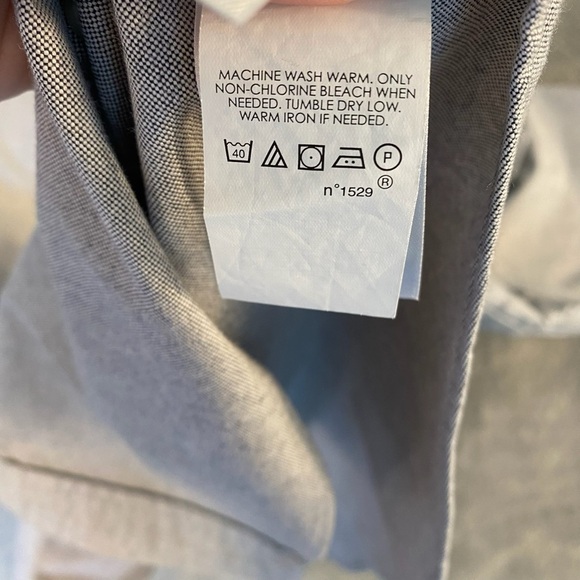 MACHINE WASH WARM. ONLY
NON-CHLORINE BLEACH WHEN
NEEDED. TUMBLE DRY LOW.
WARM IRON IF NEEDED.
40 P
n°1529 ®